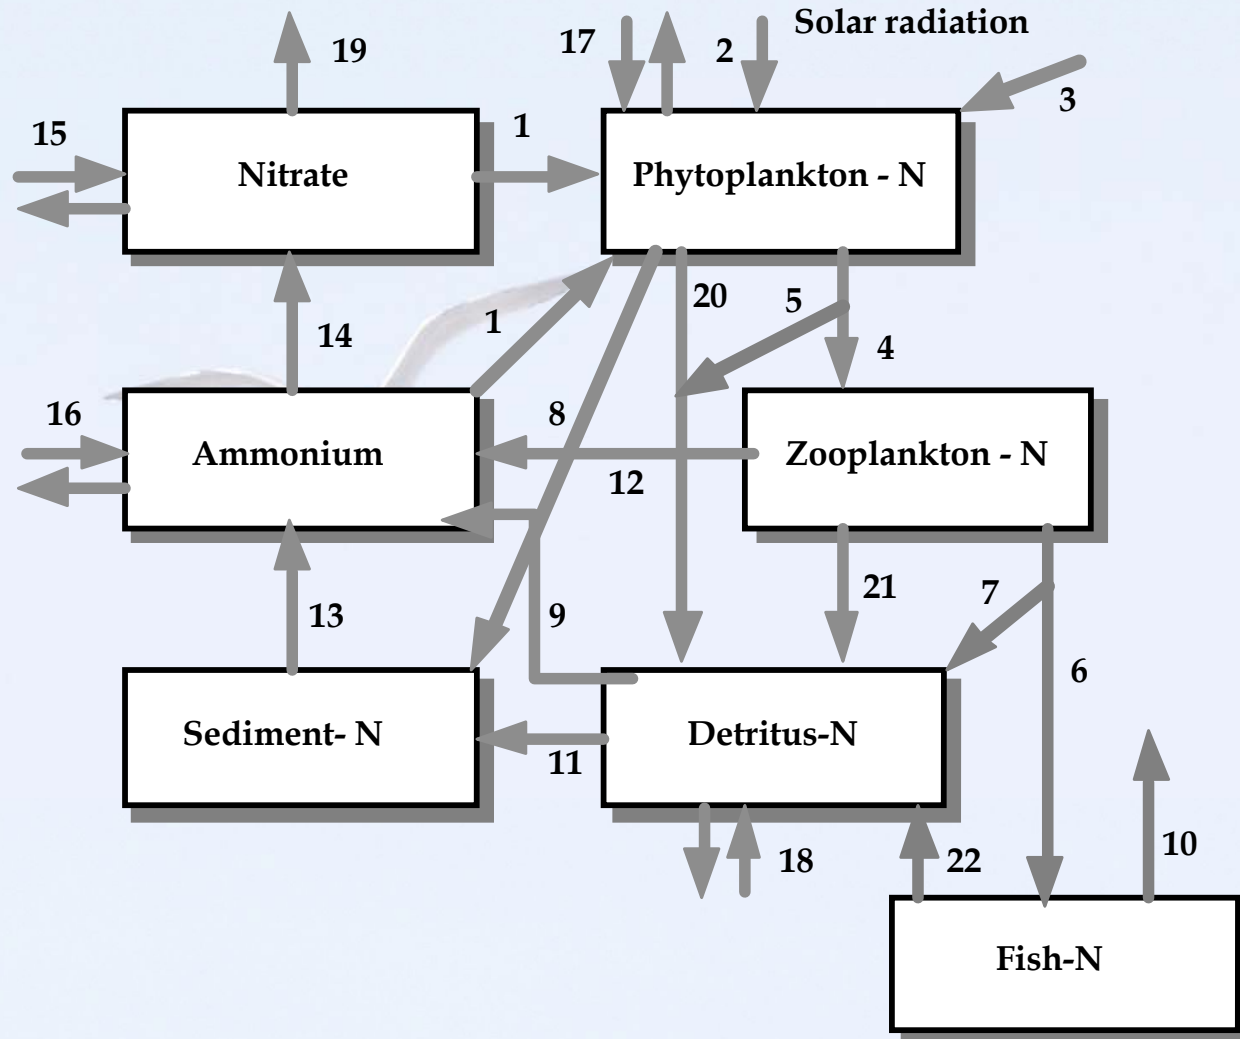 Solar radiation
19
17
2
3
15
1
Nitrate
Phytoplankton - N
20
5
14
1
4
16
8
Ammonium
Zooplankton - N
12
21
7
13
9
6
Sediment- N
Detritus-N
11
18
22
10
Fish-N